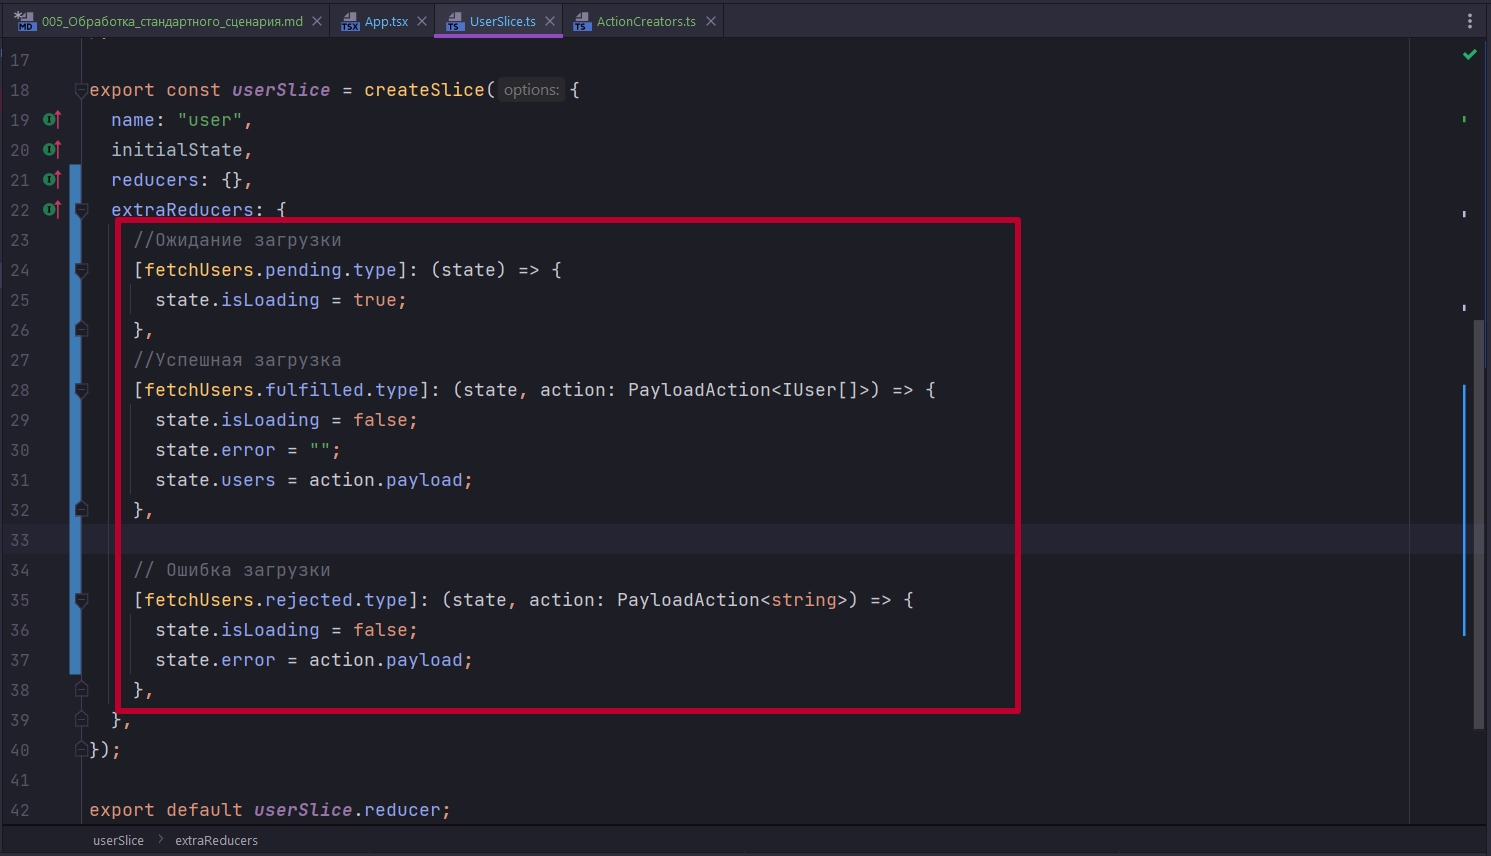 005_Обработка_стандартного_сценария.md App.tsx UserSlice.ts ActionCreators.ts
17
18 export const userSlice = createSlice( options: {
19 name: "user",
20 initialState,
21 reducers: {},
22 extraReducers: {
23 //Ожидание загрузки
24 [fetchUsers.pending.type]: (state) => {
25 state.isLoading = true;
26 },
27 //Успешная загрузка
28 [fetchUsers.fulfilled.type]: (state, action: PayloadAction<IUser[]>) => {
29 state.isLoading = false;
30 state.error = "";
31 state.users = action.payload;
32 },
33
34 // Ошибка загрузки
35 [fetchUsers.rejected.type]: (state, action: PayloadAction<string>) => {
36 state.isLoading = false;
37 state.error = action.payload;
38 },
39 },
40 });
41
42 export default userSlice.reducer;
userSlice > extraReducers